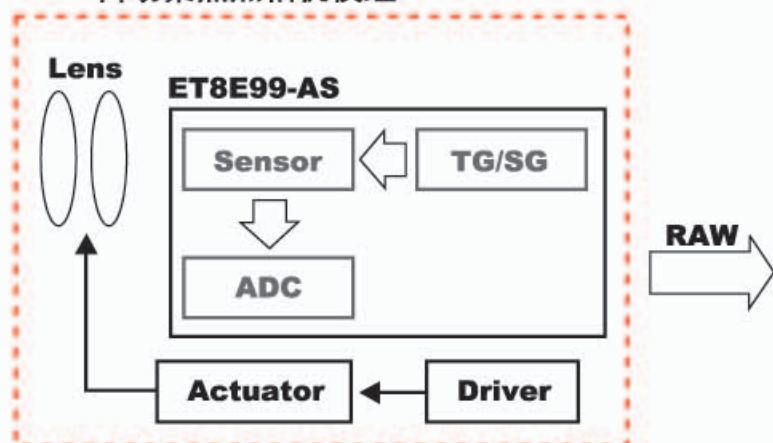 Lens
ET8E99-AS
Sensor
TG/SG
ADC
RAW
Actuator
Driver